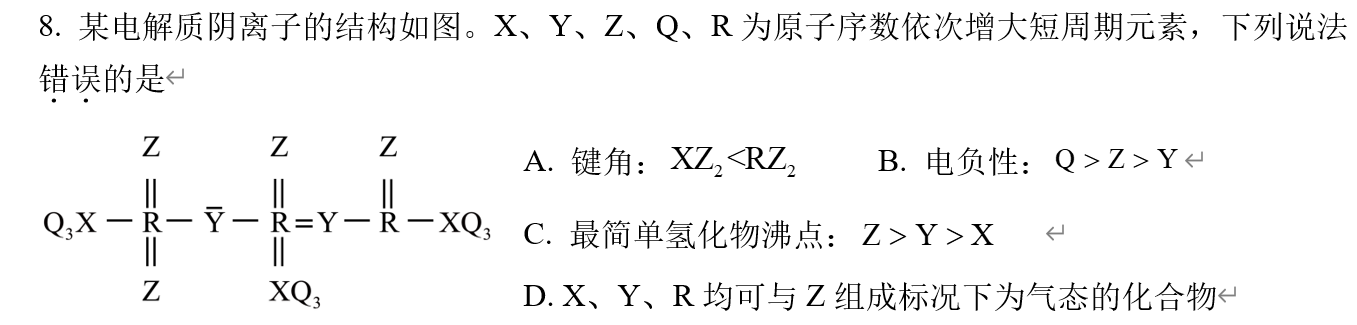 8. 某电解质阴离子的结构如图。X、Y、Z、Q、R 为原子序数依次增大短周期元素，下列说法
错误的是↵
Z Z Z
‖ ‖ ‖
Q₃X — R — Y̅ — R = Y — R — XQ₃
‖ ‖
Z XQ₃
A. 键角： XZ₂<RZ₂ B. 电负性： Q > Z > Y ↵
C. 最简单氢化物沸点： Z > Y > X ↵
D. X、Y、R 均可与 Z 组成标况下为气态的化合物↵